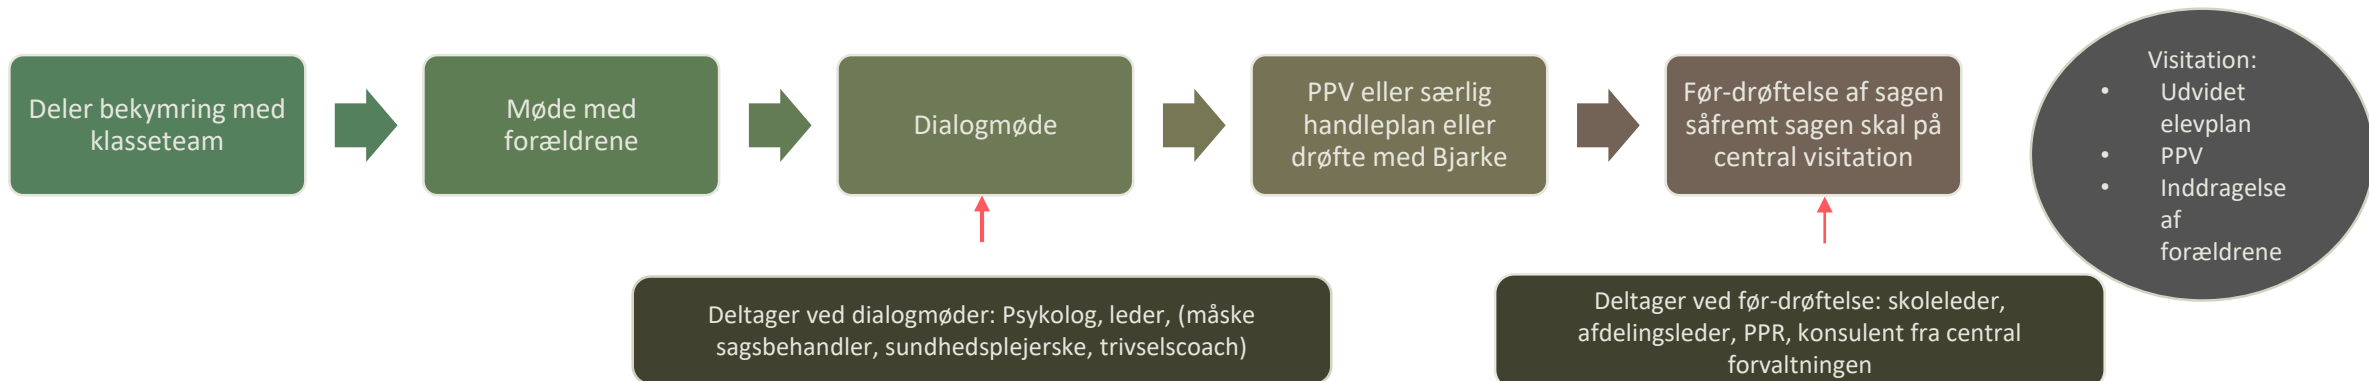 Deler bekymring med
klasseteam
Møde med
forældrene
Dialogmøde
PPV eller særlig
handleplan eller
drøfte med Bjarke
Før-drøftelse af sagen
såfremt sagen skal på
central visitation
Visitation:
• Udvidet
elevplan
• PPV
• Inddragelse
af
forældrene
Deltager ved dialogmøder: Psykolog, leder, (måske
sagsbehandler, sundhedsplejerske, trivselscoach)
Deltager ved før-drøftelse: skoleleder,
afdelingsleder, PPR, konsulent fra central
forvaltningen